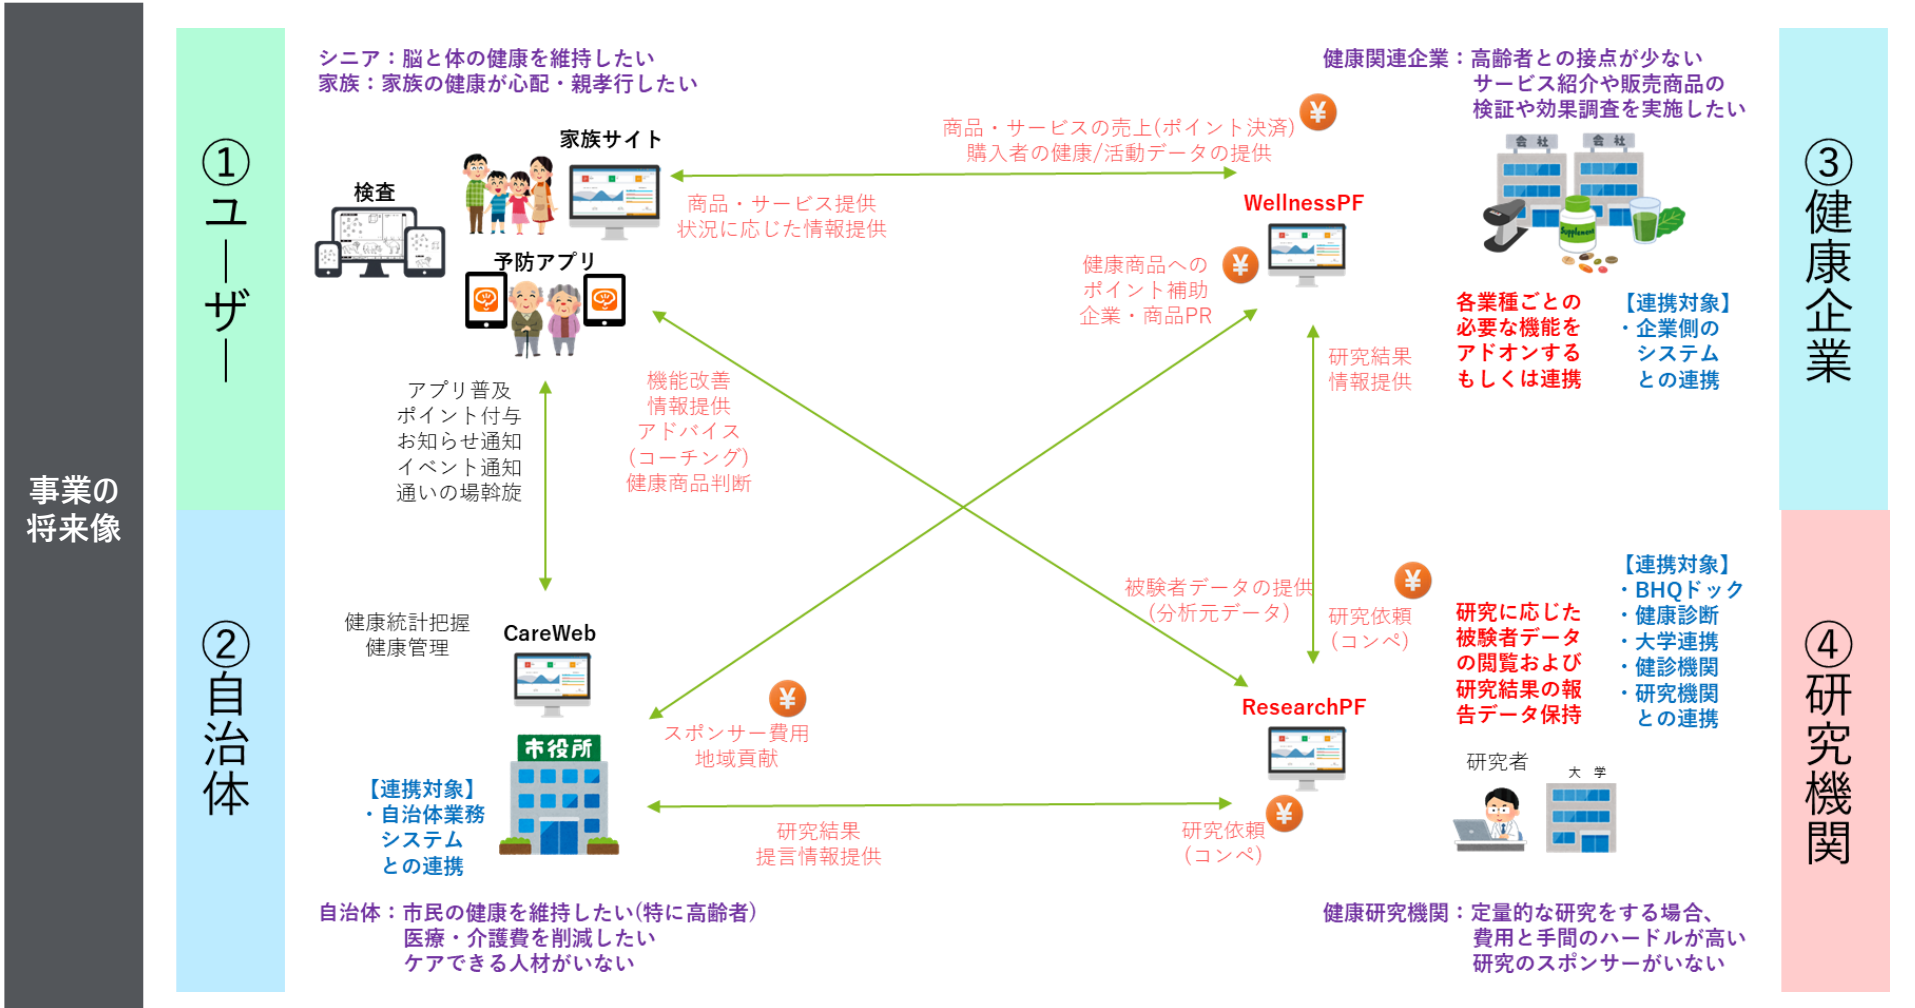 事業の
将来像
①ユーザー
シニア：脳と体の健康を維持したい
家族：家族の健康が心配・親孝行したい
検査
家族サイト
予防アプリ
商品・サービスの売上(ポイント決済)
購入者の健康/活動データの提供
商品・サービス提供
状況に応じた情報提供
健康関連企業：高齢者との接点が少ない
サービス紹介や販売商品の
検証や効果調査を実施したい
会 社
会 社
Supplement
WellnessPF
健康商品への
ポイント補助
企業・商品PR
各業種ごとの
必要な機能を
アドオンする
もしくは連携
【連携対象】
・企業側の
システム
との連携
③健康企業
アプリ普及
ポイント付与
お知らせ通知
イベント通知
通いの場斡旋
機能改善
情報提供
アドバイス
(コーチング)
健康商品判断
研究結果
情報提供
②自治体
健康統計把握
健康管理
CareWeb
市役所
【連携対象】
・自治体業務
システム
との連携
スポンサー費用
地域貢献
被験者データの提供
(分析元データ)
研究依頼
(コンペ)
ResearchPF
研究結果
提言情報提供
研究依頼
(コンペ)
研究に応じた
被験者データ
の閲覧および
研究結果の報
告データ保持
【連携対象】
・BHQドック
・健康診断
・大学連携
・健診機関
・研究機関
との連携
研究者
大 学
④研究機関
自治体：市民の健康を維持したい(特に高齢者)
医療・介護費を削減したい
ケアできる人材がいない
健康研究機関：定量的な研究をする場合、
費用と手間のハードルが高い
研究のスポンサーがいない
¥
¥
¥
¥
¥